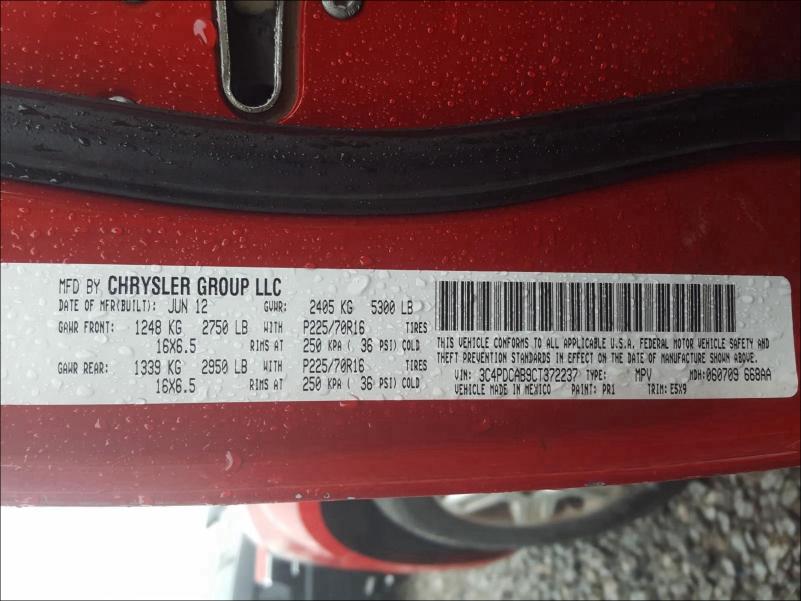 MFD BY CHRYSLER GROUP LLC
DATE OF MFR(BUILT): JUN 12 GVWR: 2405 KG 5300 LB
GAWR FRONT: 1248 KG 2750 LB WITH P225/70R16 TIRES
16X6.5 RIMS AT 250 KPA ( 36 PSI) COLD
GAWR REAR: 1339 KG 2950 LB WITH P225/70R16 TIRES
16X6.5 RIMS AT 250 KPA ( 36 PSI) COLD
THIS VEHICLE CONFORMS TO ALL APPLICABLE U.S.A. FEDERAL MOTOR VEHICLE SAFETY AND
THEFT PREVENTION STANDARDS IN EFFECT ON THE DATE OF MANUFACTURE SHOWN ABOVE.
VIN: 3C4PDCAB9CT372237 TYPE: MPV MDH: 060709 668AA
VEHICLE MADE IN MEXICO PAINT: PR1 TRIM: E5X9